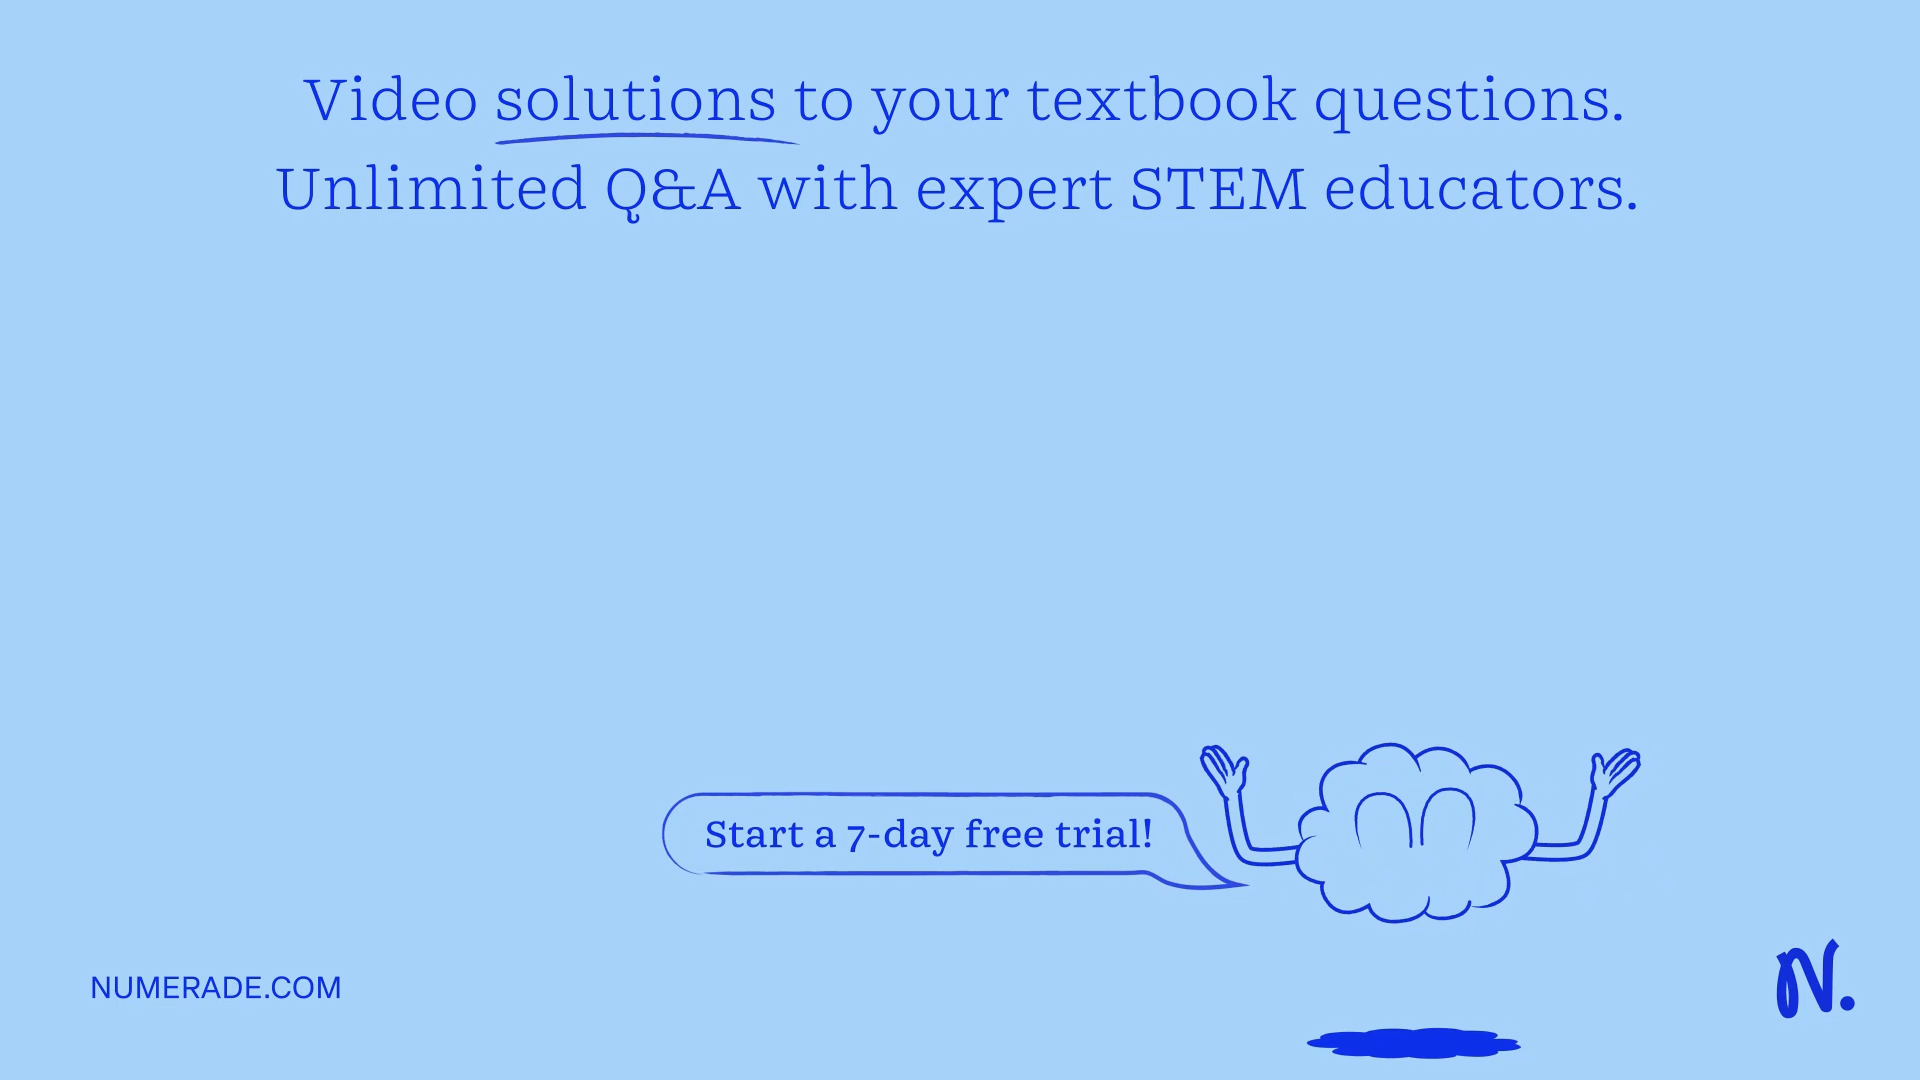 Video solutions to your textbook questions.
Unlimited Q&A with expert STEM educators.
Start a 7-day free trial!
NUMERADE.COM
N.